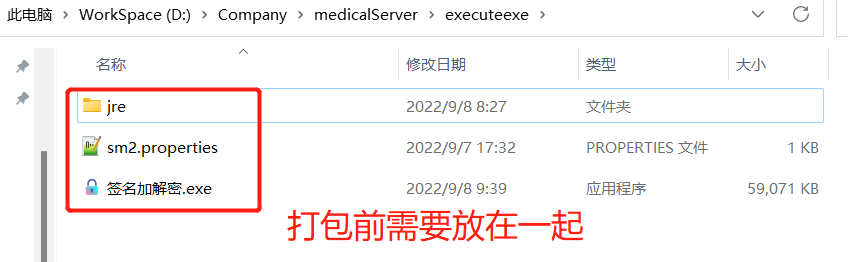 此电脑 > WorkSpace (D:) > Company > medicalServer > executeexe >
名称 修改日期 类型 大小
jre 2022/9/8 8:27 文件夹
sm2.properties 2022/9/7 17:32 PROPERTIES 文件 1 KB
签名加解密.exe 2022/9/8 9:39 应用程序 59,071 KB
打包前需要放在一起